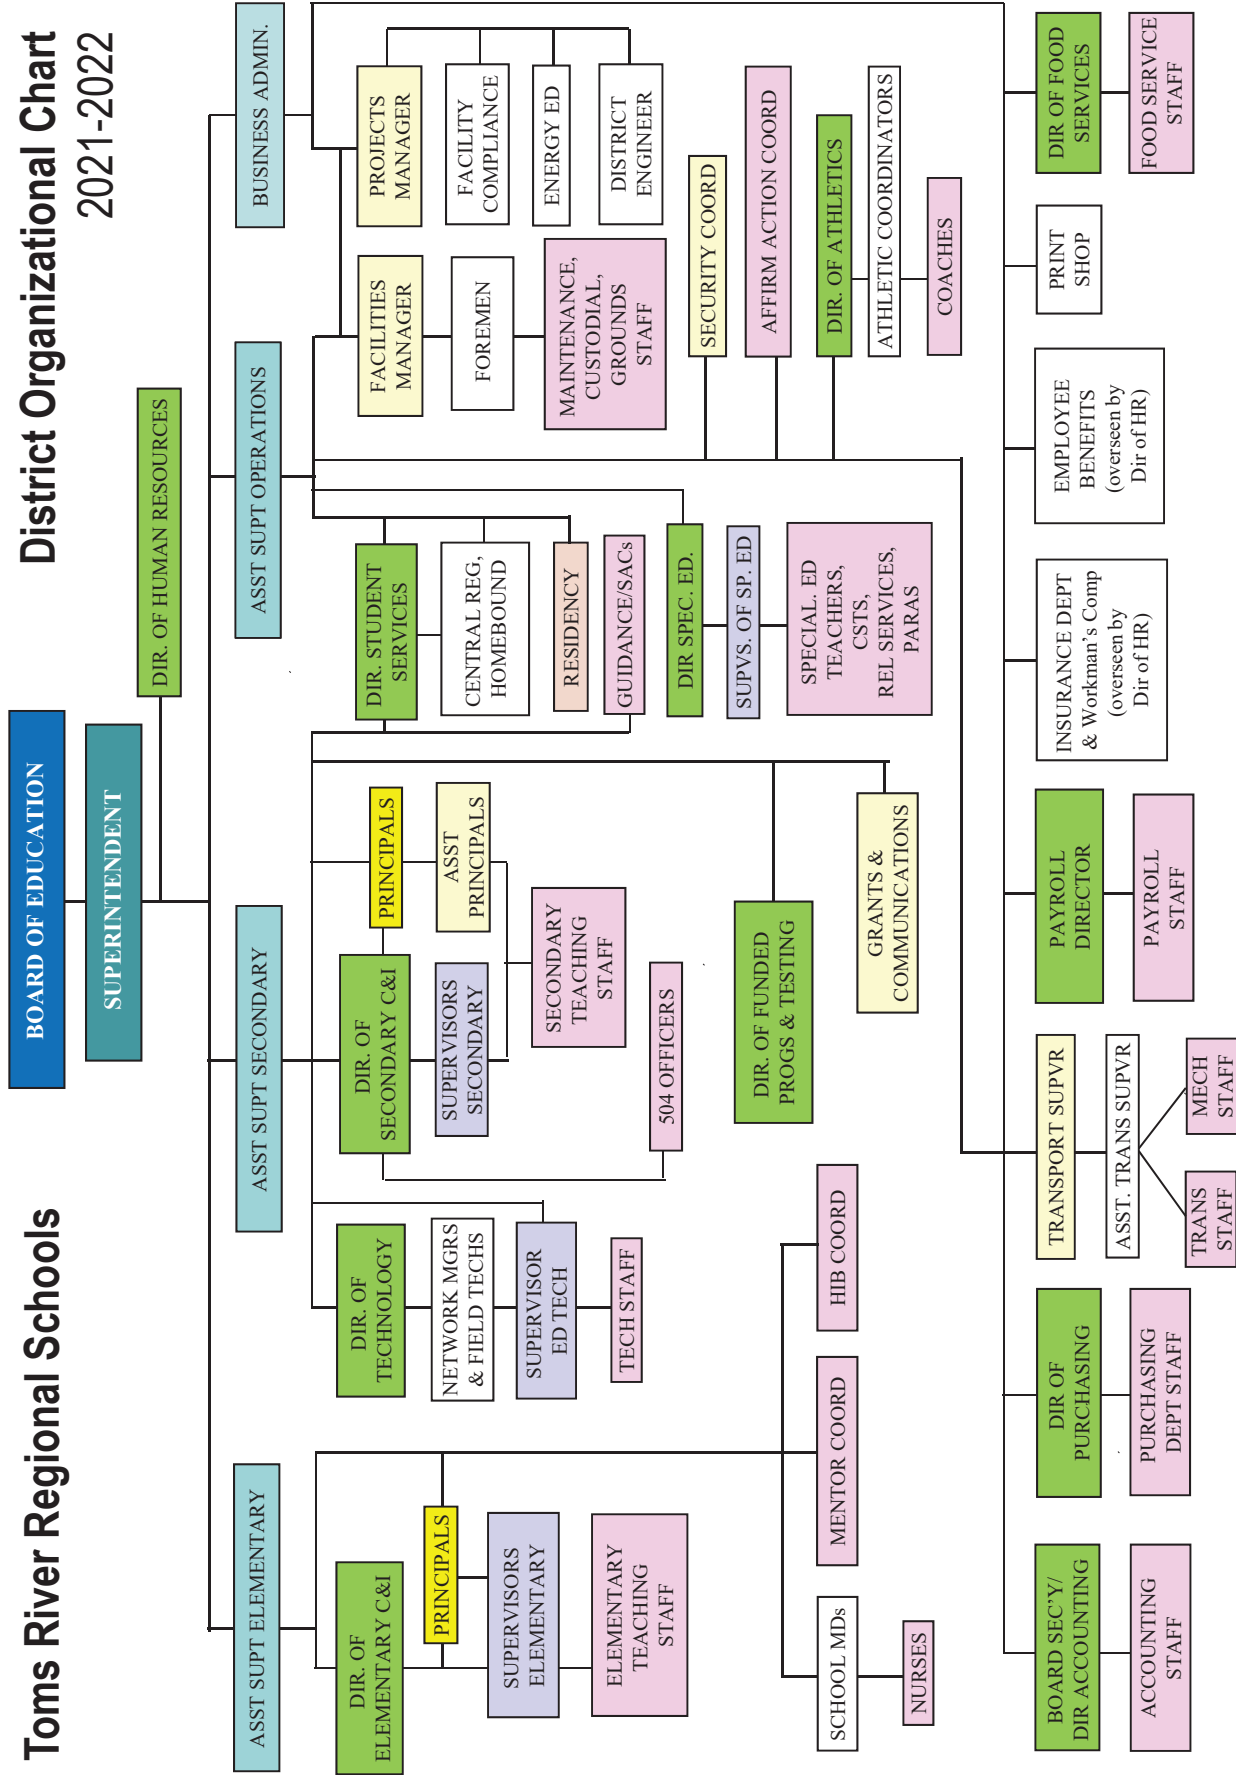 Toms River Regional Schools
District Organizational Chart
2021-2022
BOARD OF EDUCATION
SUPERINTENDENT
DIR. OF HUMAN RESOURCES
ASST SUPT ELEMENTARY
ASST SUPT SECONDARY
ASST SUPT OPERATIONS
BUSINESS ADMIN.
DIR. OF
ELEMENTARY C&I
PRINCIPALS
SUPERVISORS
ELEMENTARY
ELEMENTARY
TEACHING
STAFF
SCHOOL MDs
NURSES
MENTOR COORD
HIB COORD
DIR. OF
TECHNOLOGY
NETWORK MGRS
& FIELD TECHS
SUPERVISOR
ED TECH
TECH STAFF
DIR. OF
SECONDARY C&I
SUPERVISORS
SECONDARY
PRINCIPALS
ASST
PRINCIPALS
SECONDARY
TEACHING
STAFF
504 OFFICERS
DIR. OF FUNDED
PROGS & TESTING
GRANTS &
COMMUNICATIONS
DIR. STUDENT
SERVICES
CENTRAL REG,
HOMEBOUND
RESIDENCY
GUIDANCE/SACs
DIR SPEC. ED.
SUPVS. OF SP. ED
SPECIAL. ED
TEACHERS,
CSTS,
REL SERVICES,
PARAS
FACILITIES
MANAGER
FOREMEN
MAINTENANCE,
CUSTODIAL,
GROUNDS
STAFF
PROJECTS
MANAGER
FACILITY
COMPLIANCE
ENERGY ED
DISTRICT
ENGINEER
SECURITY COORD
AFFIRM ACTION COORD
DIR. OF ATHLETICS
ATHLETIC COORDINATORS
COACHES
BOARD SEC'Y/
DIR ACCOUNTING
ACCOUNTING
STAFF
DIR OF
PURCHASING
PURCHASING
DEPT STAFF
TRANSPORT SUPVR
ASST. TRANS SUPVR
TRANS
STAFF
MECH
STAFF
PAYROLL
DIRECTOR
PAYROLL
STAFF
INSURANCE DEPT
& Workman's Comp
(overseen by
Dir of HR)
EMPLOYEE
BENEFITS
(overseen by
Dir of HR)
PRINT
SHOP
DIR OF FOOD
SERVICES
FOOD SERVICE
STAFF